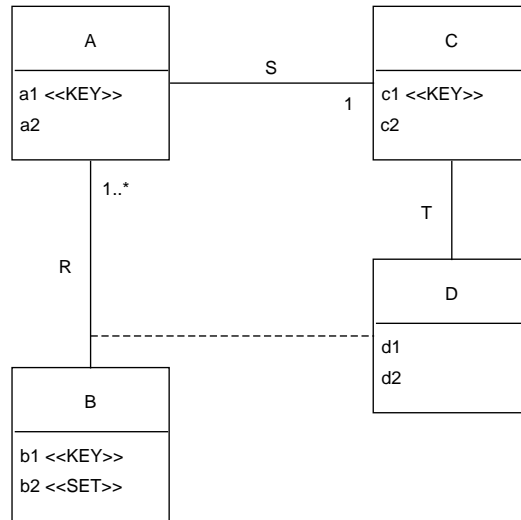 A
a1 <<KEY>>
a2
S
1
C
c1 <<KEY>>
c2
1..*
R
T
D
d1
d2
B
b1 <<KEY>>
b2 <<SET>>